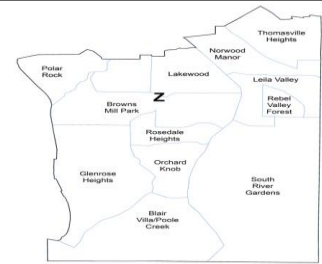 Thomasville
Heights
Norwood
Manor
Polar
Rock
Lakewood
Leila Valley
Z
Browns
Mill Park
Rebel
Valley
Forest
Rosedale
Heights
Glenrose
Heights
Orchard
Knob
South
River
Gardens
Blair
Villa/Poole
Creek